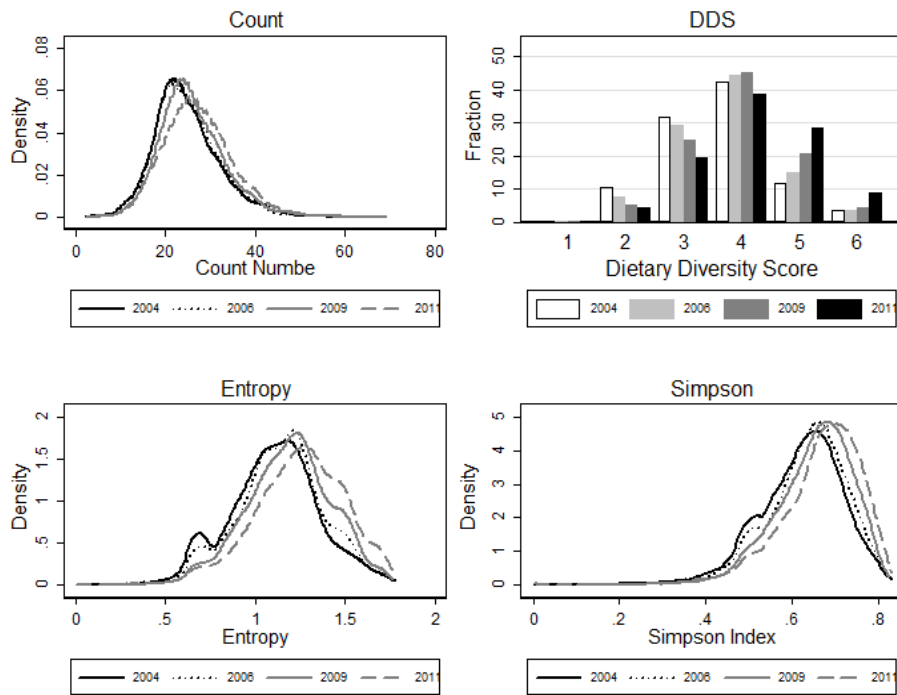 Count
Density
0 .02 .04 .06 .08
0 20 40 60 80
Count Numbe
2004 2006 2009 2011
DDS
Fraction
0 10 20 30 40 50
1 2 3 4 5 6
Dietary Diversity Score
2004 2006 2009 2011
Entropy
Density
0 .5 1 1.5 2
0 .5 1 1.5 2
Entropy
2004 2006 2009 2011
Simpson
Density
0 1 2 3 4 5
0 .2 .4 .6 .8
Simpson Index
2004 2006 2009 2011